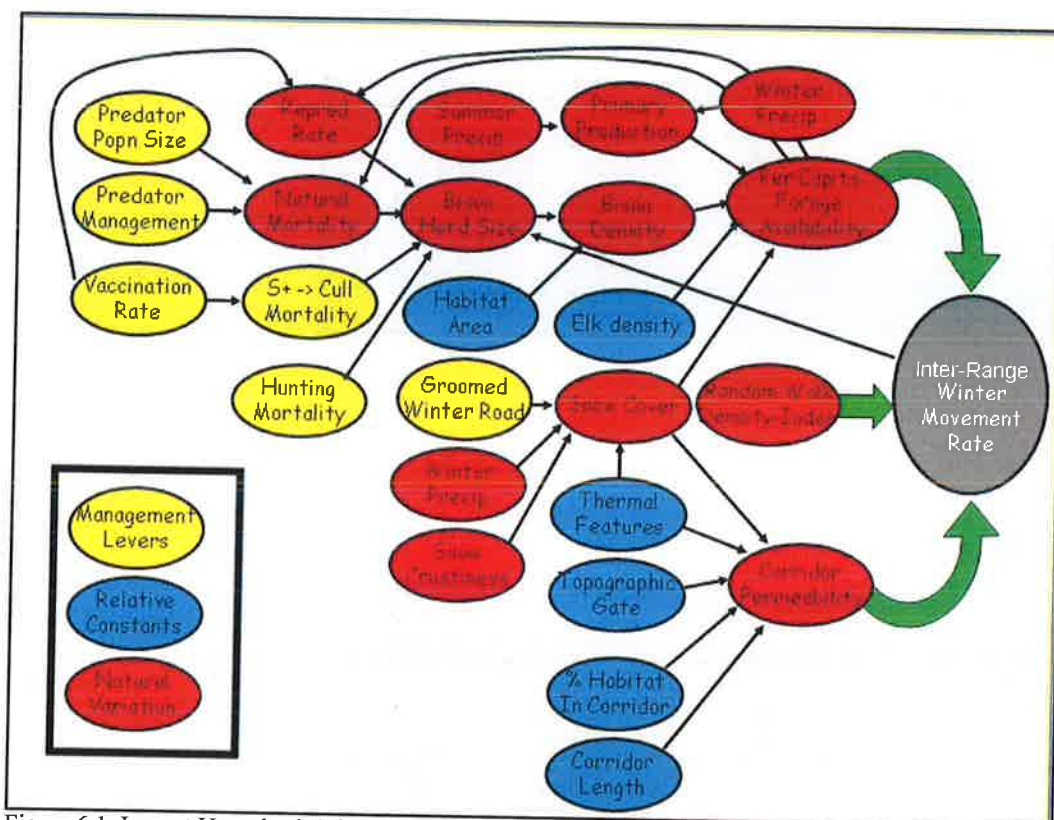 Predator
Popn Size
Reprod
Rate
Summer
Precip
Primary
Production
Winter
Precip
Predator
Management
Natural
Mortality
Bison
Herd Size
Bison
Density
Per Capita
Forage
Availability
Vaccination
Rate
S+ -> Cull
Mortality
Habitat
Area
Elk density
Inter-Range
Winter
Movement
Rate
Hunting
Mortality
Groomed
Winter Road
Snow Cover
Random
Density-Index
Winter
Precip
Thermal
Features
Snow
Crustiness
Topographic
Gate
Corridor
Permeability
% Habitat
In Corridor
Corridor
Length
Management
Levers
Relative
Constants
Natural
Variation